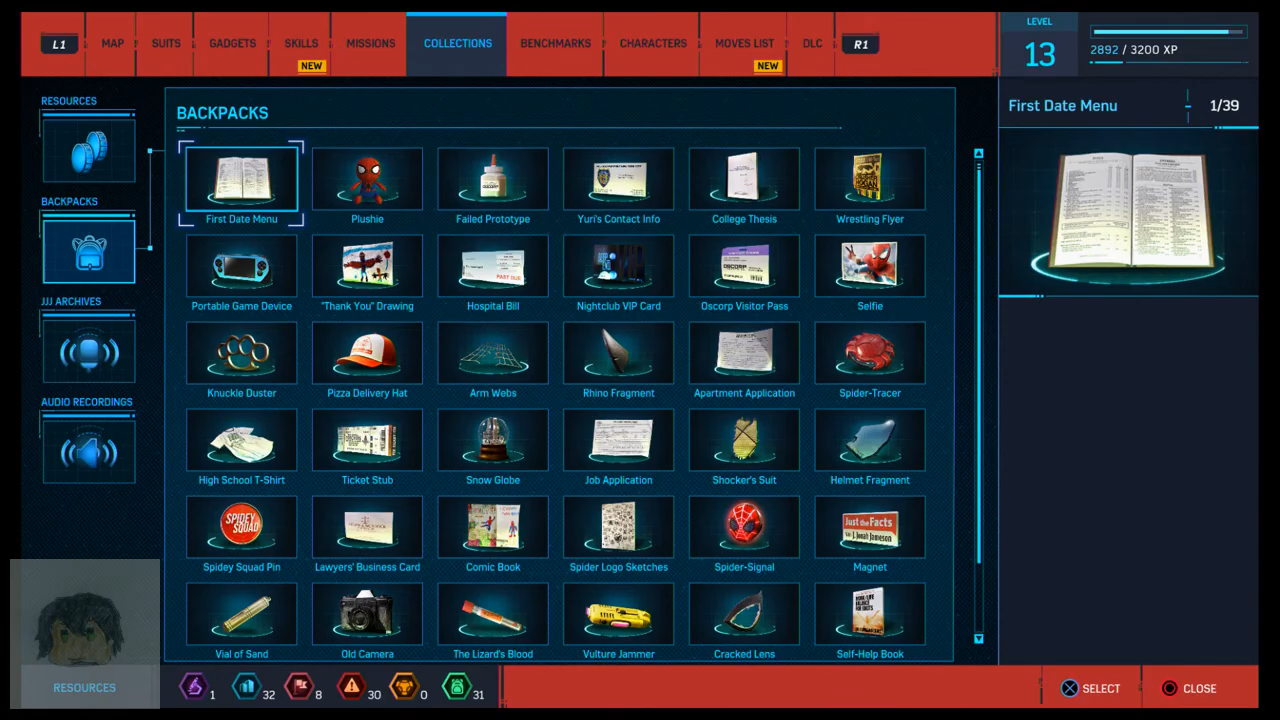 L1 MAP SUITS GADGETS SKILLS MISSIONS COLLECTIONS BENCHMARKS CHARACTERS MOVES LIST DLC R1
NEW NEW
LEVEL
13
2892 / 3200 XP
RESOURCES
BACKPACKS
JJJ ARCHIVES
AUDIO RECORDINGS
BACKPACKS
First Date Menu Plushie Failed Prototype Yuri's Contact Info College Thesis Wrestling Flyer
Portable Game Device "Thank You" Drawing Hospital Bill Nightclub VIP Card Oscorp Visitor Pass Selfie
PAST DUE
Knuckle Duster Pizza Delivery Hat Arm Webs Rhino Fragment Apartment Application Spider-Tracer
High School T-Shirt Ticket Stub Snow Globe Job Application Shocker's Suit Helmet Fragment
SPIDEY
SQUAD
Just the Facts
J. Jonah Jameson
Spidey Squad Pin Lawyers' Business Card Comic Book Spider Logo Sketches Spider-Signal Magnet
Vial of Sand Old Camera The Lizard's Blood Vulture Jammer Cracked Lens Self-Help Book
First Date Menu 1/39
RESOURCES
1 32 8 30 0 31
SELECT CLOSE